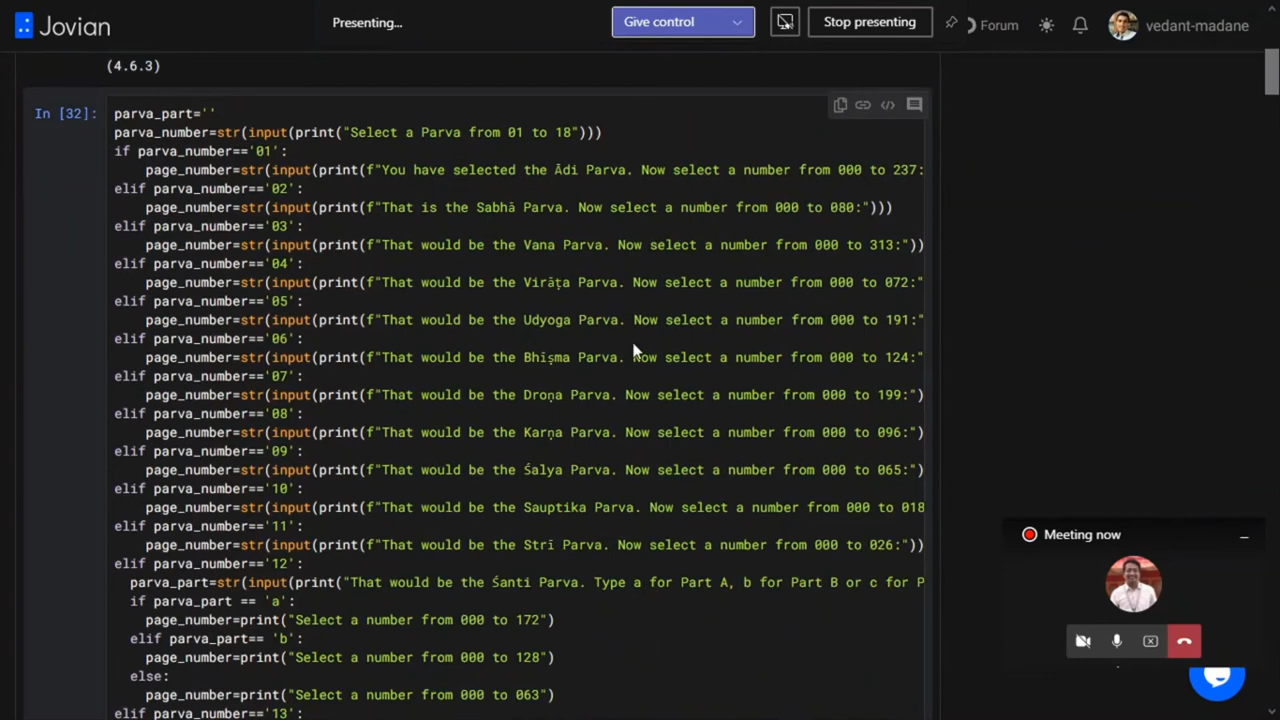 Jovian
Presenting...
Give control
Stop presenting
Forum
vedant-madane
(4.6.3)
In [32]:
parva_part=''
parva_number=str(input(print("Select a Parva from 01 to 18")))
if parva_number=='01':
page_number=str(input(print(f"You have selected the Ādi Parva. Now select a number from 000 to 237:
elif parva_number=='02':
page_number=str(input(print(f"That is the Sabhā Parva. Now select a number from 000 to 080:")))
elif parva_number=='03':
page_number=str(input(print(f"That would be the Vana Parva. Now select a number from 000 to 313:"))
elif parva_number=='04':
page_number=str(input(print(f"That would be the Virāṭa Parva. Now select a number from 000 to 072:"
elif parva_number=='05':
page_number=str(input(print(f"That would be the Udyoga Parva. Now select a number from 000 to 191:"
elif parva_number=='06':
page_number=str(input(print(f"That would be the Bhīṣma Parva. Now select a number from 000 to 124:"
elif parva_number=='07':
page_number=str(input(print(f"That would be the Droṇa Parva. Now select a number from 000 to 199:")
elif parva_number=='08':
page_number=str(input(print(f"That would be the Karṇa Parva. Now select a number from 000 to 096:")
elif parva_number=='09':
page_number=str(input(print(f"That would be the Śalya Parva. Now select a number from 000 to 065:")
elif parva_number=='10':
page_number=str(input(print(f"That would be the Sauptika Parva. Now select a number from 000 to 018
elif parva_number=='11':
page_number=str(input(print(f"That would be the Strī Parva. Now select a number from 000 to 026:"))
elif parva_number=='12':
parva_part=str(input(print("That would be the Śanti Parva. Type a for Part A, b for Part B or c for P
if parva_part == 'a':
page_number=print("Select a number from 000 to 172")
elif parva_part== 'b':
page_number=print("Select a number from 000 to 128")
else:
page_number=print("Select a number from 000 to 063")
elif parva_number=='13':
Meeting now